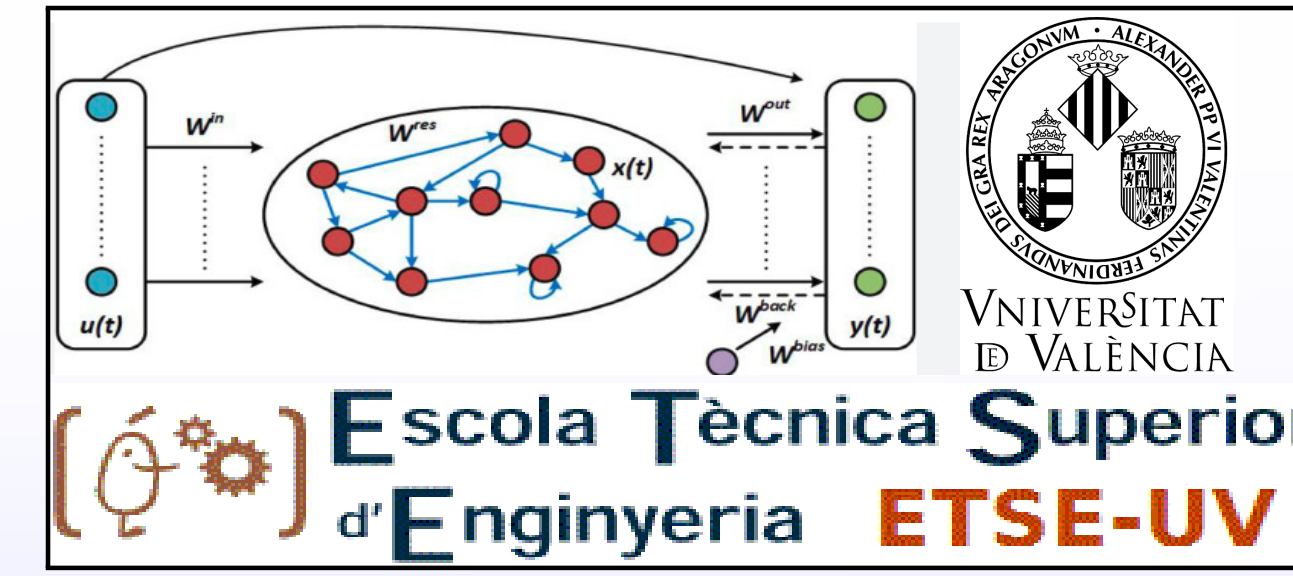 W^in
W^res
x(t)
W^out
u(t)
W^back
W^bias
y(t)
FERDINANDVS DEI GRA REX ARAGONVM · ALEXANDER PP VI VALENTINVS
VNIVERSITAT
DE VALÈNCIA
Escola Tècnica Superior
d'Enginyeria ETSE-UV